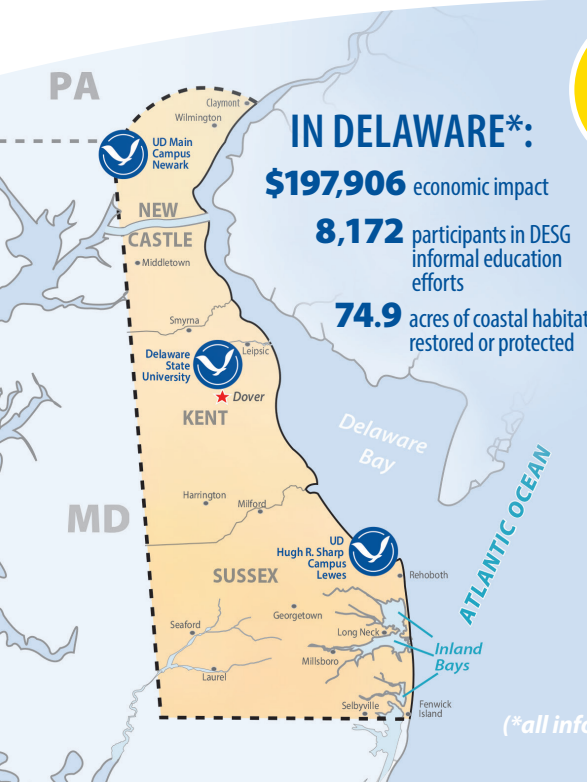 PA
Claymont
Wilmington
UD Main
Campus
Newark
IN DELAWARE*:
$197,906 economic impact
8,172 participants in DESG
informal education
efforts
74.9 acres of coastal habitat
restored or protected
NEW
CASTLE
Middletown
Smyrna
Leipsic
Delaware
State
University
Dover
KENT
Delaware
Bay
ATLANTIC OCEAN
MD
Harrington
Milford
UD
Hugh R. Sharp
Campus
Lewes
SUSSEX
Rehoboth
Georgetown
Seaford
Long Neck
Inland
Bays
Millsboro
Laurel
Selbyville
Fenwick
Island
(*all info